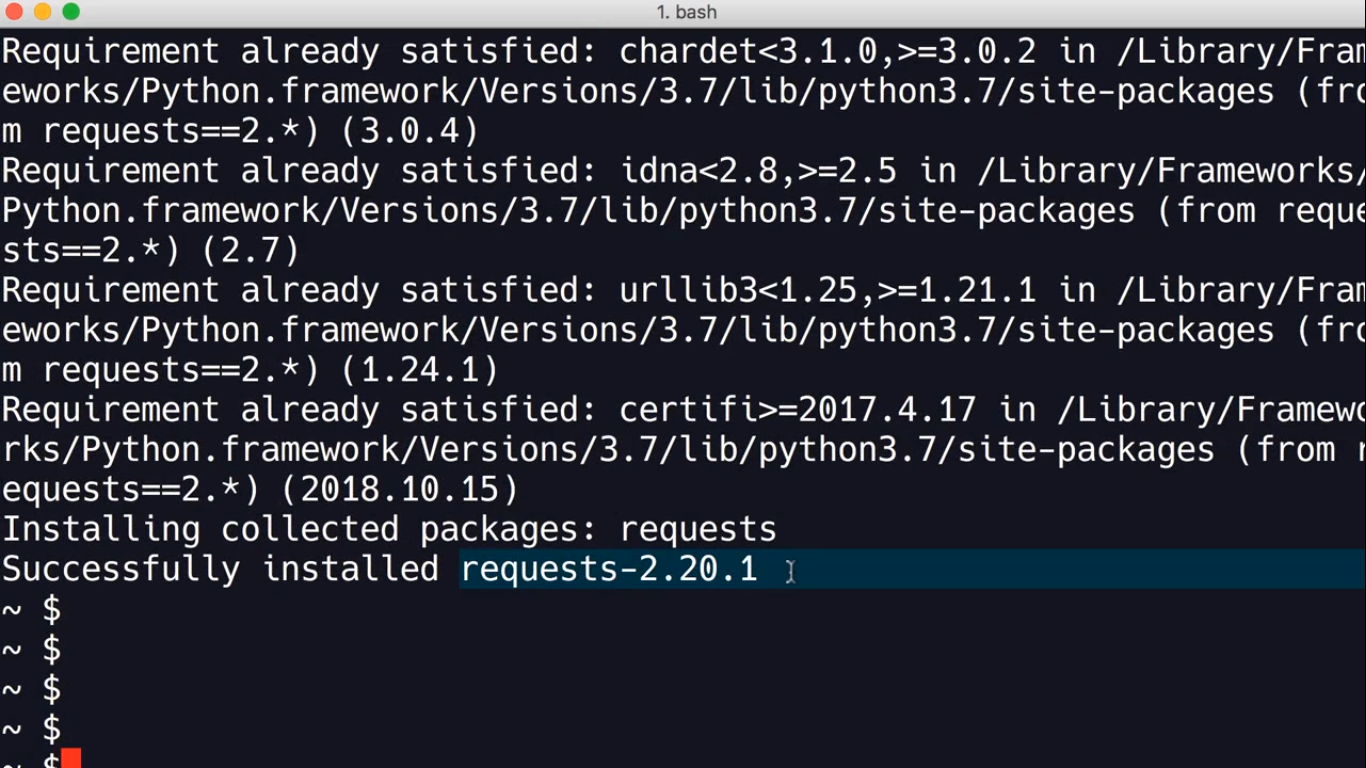 1. bash
Requirement already satisfied: chardet<3.1.0,>=3.0.2 in /Library/Fram
eworks/Python.framework/Versions/3.7/lib/python3.7/site-packages (fro
m requests==2.*) (3.0.4)
Requirement already satisfied: idna<2.8,>=2.5 in /Library/Frameworks/
Python.framework/Versions/3.7/lib/python3.7/site-packages (from reque
sts==2.*) (2.7)
Requirement already satisfied: urllib3<1.25,>=1.21.1 in /Library/Fram
eworks/Python.framework/Versions/3.7/lib/python3.7/site-packages (fro
m requests==2.*) (1.24.1)
Requirement already satisfied: certifi>=2017.4.17 in /Library/Framewo
rks/Python.framework/Versions/3.7/lib/python3.7/site-packages (from r
equests==2.*) (2018.10.15)
Installing collected packages: requests
Successfully installed requests-2.20.1
~ $
~ $
~ $
~ $
~ $